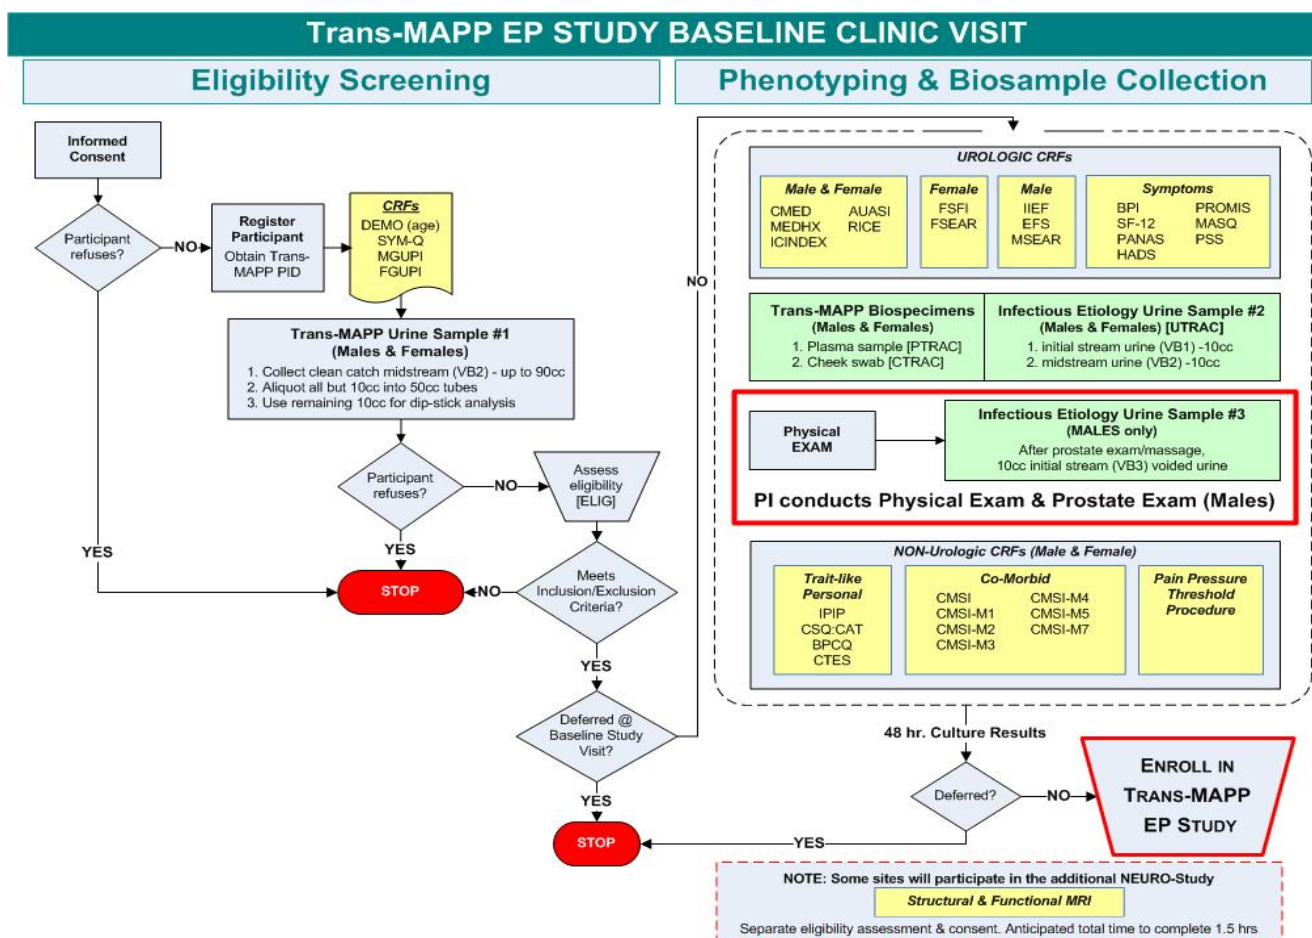 Trans-MAPP EP STUDY BASELINE CLINIC VISIT
Eligibility Screening
Informed
Consent
Participant
refuses?
NO
Register
Participant
Obtain Trans-
MAPP PID
CRFs
DEMO (age)
SYM-Q
MGUPI
FGUPI
Trans-MAPP Urine Sample #1
(Males & Females)
1. Collect clean catch midstream (VB2) - up to 90cc
2. Aliquot all but 10cc into 50cc tubes
3. Use remaining 10cc for dip-stick analysis
Participant
refuses?
NO
Assess
eligibility
[ELIG]
YES
YES
STOP
NO
Meets
Inclusion/Exclusion
Criteria?
YES
Deferred @
Baseline Study
Visit?
NO
YES
STOP
Phenotyping & Biosample Collection
UROLOGIC CRFs
Male & Female
CMED AUASI
MEDHX RICE
ICINDEX
Female
FSFI
FSEAR
Male
IIEF
EFS
MSEAR
Symptoms
BPI PROMIS
SF-12 MASQ
PANAS PSS
HADS
Trans-MAPP Biospecimens
(Males & Females)
1. Plasma sample [PTRAC]
2. Cheek swab [CTRAC]
Infectious Etiology Urine Sample #2
(Males & Females) [UTRAC]
1. initial stream urine (VB1) -10cc
2. midstream urine (VB2) -10cc
Physical
EXAM
Infectious Etiology Urine Sample #3
(MALES only)
After prostate exam/massage,
10cc initial stream (VB3) voided urine
PI conducts Physical Exam & Prostate Exam (Males)
NON-Urologic CRFs (Male & Female)
Trait-like
Personal
IPIP
CSQ:CAT
BPCQ
CTES
Co-Morbid
CMSI CMSI-M4
CMSI-M1 CMSI-M5
CMSI-M2 CMSI-M7
CMSI-M3
Pain Pressure
Threshold
Procedure
48 hr. Culture Results
Deferred?
NO
ENROLL IN
TRANS-MAPP
EP STUDY
YES
NOTE: Some sites will participate in the additional NEURO-Study
Structural & Functional MRI
Separate eligibility assessment & consent. Anticipated total time to complete 1.5 hrs